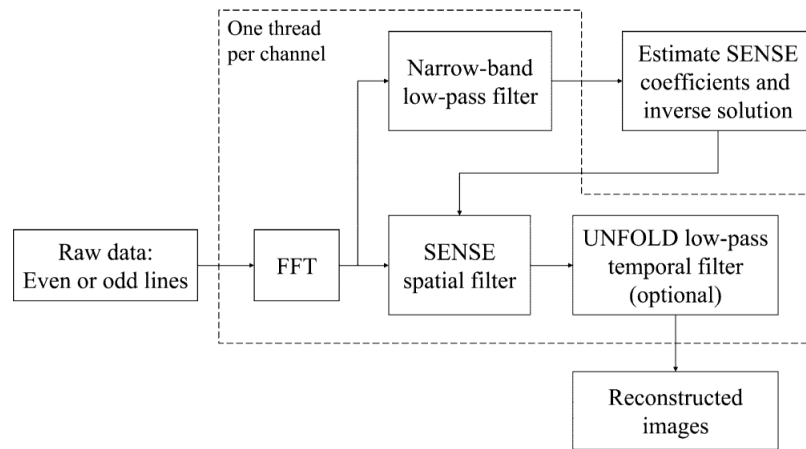 One thread
per channel
Narrow-band
low-pass filter
Estimate SENSE
coefficients and
inverse solution
Raw data:
Even or odd lines
FFT
SENSE
spatial filter
UNFOLD low-pass
temporal filter
(optional)
Reconstructed
images